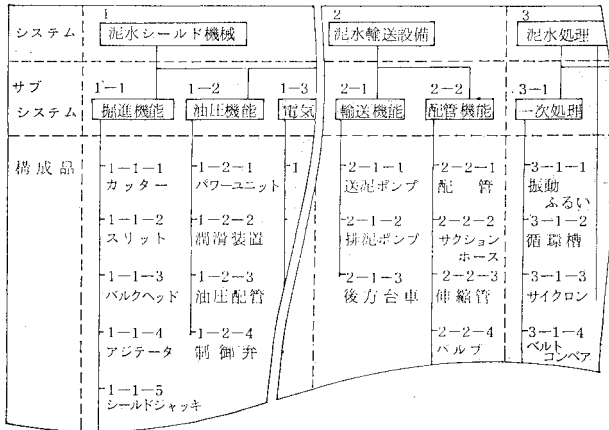 1
2
3
システム
泥水シールド機械
泥水輸送設備
泥水処理
サブ
システム
1-1
1-2
1-3
2-1
2-2
3-1
掘進機能
油圧機能
電気
輸送機能
配管機能
一次処理
構成品
1-1-1
カッター
1-1-2
スリット
1-1-3
バルクヘッド
1-1-4
アジテータ
1-1-5
シールドジャッキ
1-2-1
パワーユニット
1-2-2
潤滑装置
1-2-3
油圧配管
1-2-4
制御弁
1
2-1-1
送泥ポンプ
2-1-2
排泥ポンプ
2-1-3
後方台車
2-2-1
配管
2-2-2
サクション
ホース
2-2-3
伸縮管
2-2-4
バルブ
3-1-1
振動
ふるい
3-1-2
循環槽
3-1-3
サイクロン
3-1-4
ベルト
コンベア